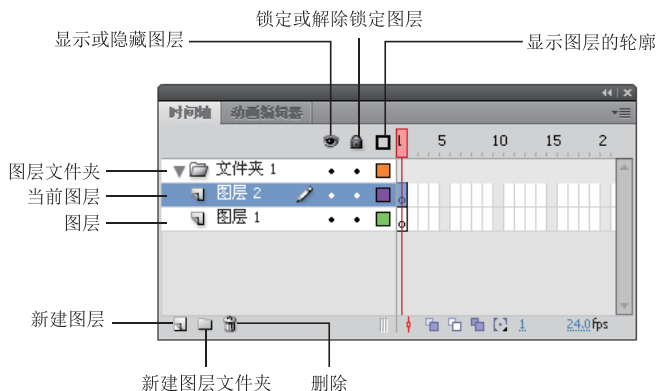 锁定或解除锁定图层
显示或隐藏图层
显示图层的轮廓
时间轴 动画编辑器
1 5 10 15 2
图层文件夹
文件夹 1
当前图层
图层 2
图层
图层 1
新建图层
1 24.0 fps
新建图层文件夹
删除